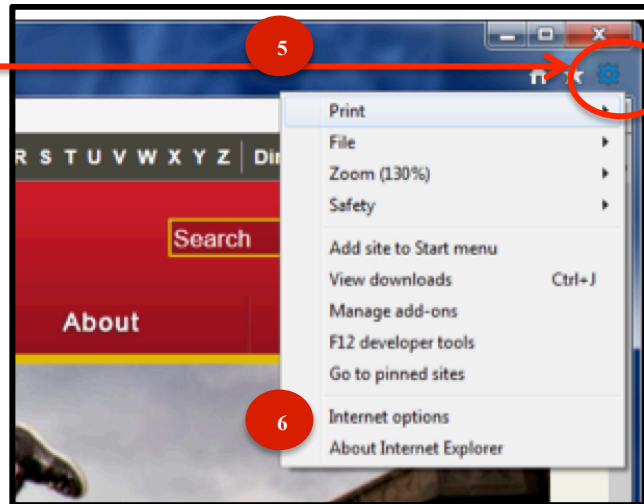 5
Print
R S T U V W X Y Z Di
File
Zoom (130%)
Safety
Search
Add site to Start menu
View downloads Ctrl+J
Manage add-ons
About
F12 developer tools
Go to pinned sites
6
Internet options
About Internet Explorer